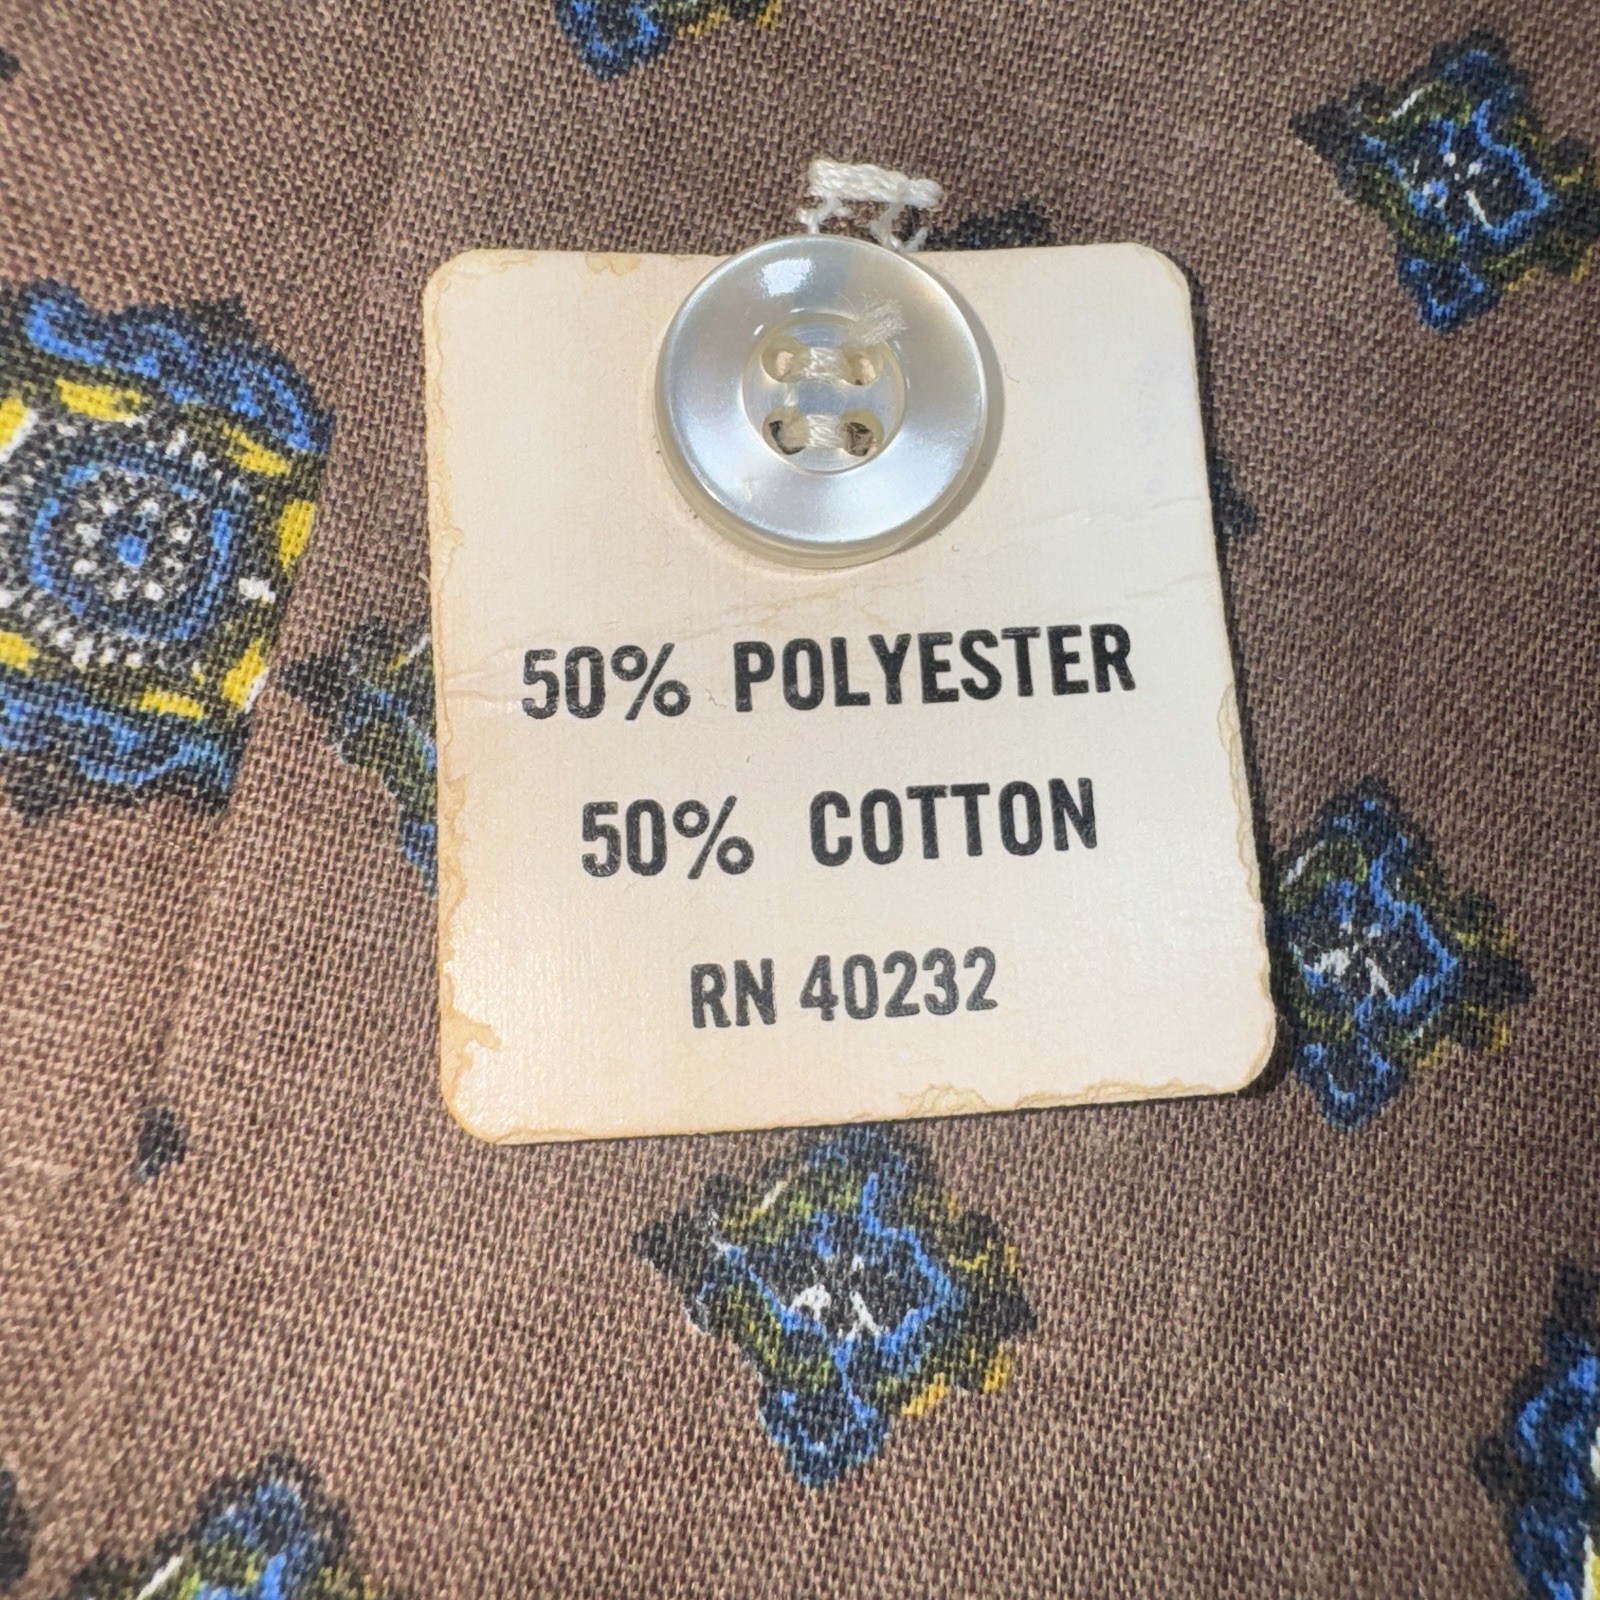 50% POLYESTER
50% COTTON
RN 40232